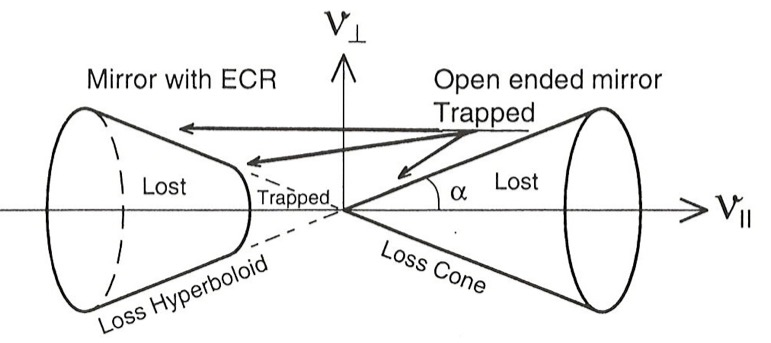 V⊥
Mirror with ECR
Open ended mirror
Trapped
Lost
Trapped
α
Lost
V||
Loss Hyperboloid
Loss Cone